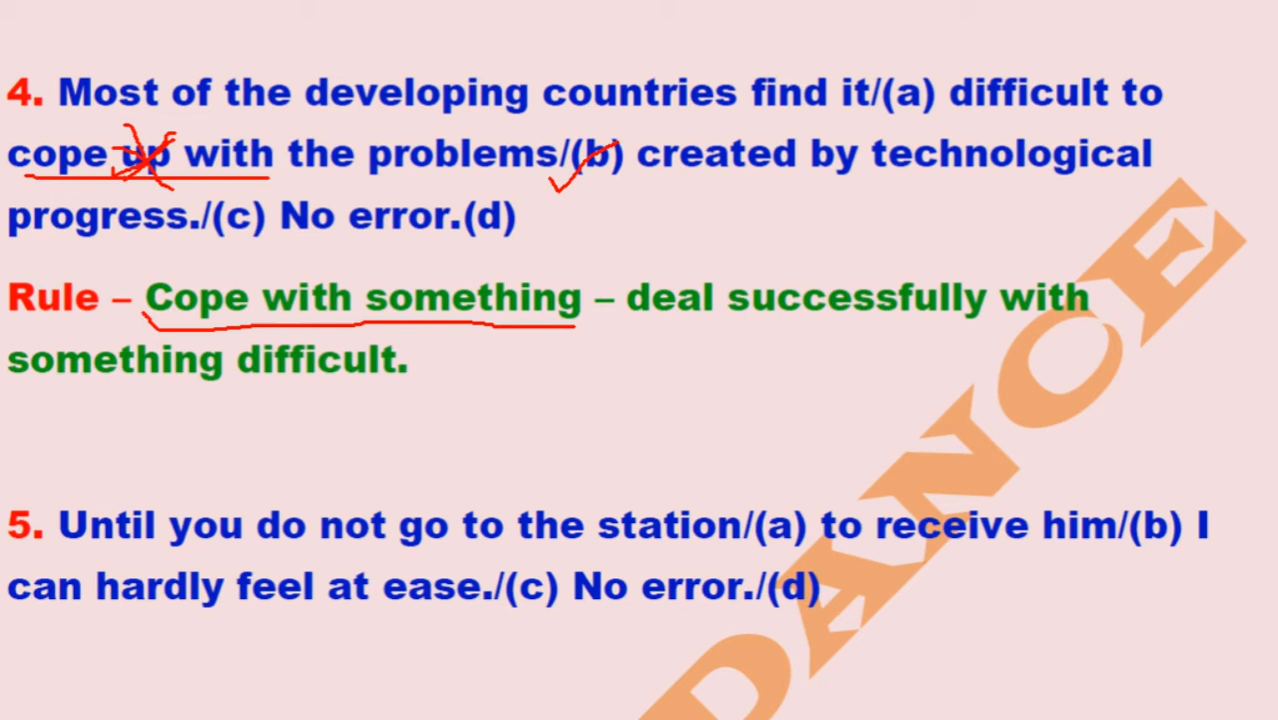 4. Most of the developing countries find it/(a) difficult to
cope up with the problems/(b) created by technological
progress./(c) No error.(d)
Rule – Cope with something – deal successfully with
something difficult.
5. Until you do not go to the station/(a) to receive him/(b) I
can hardly feel at ease./(c) No error./(d)
DANCE